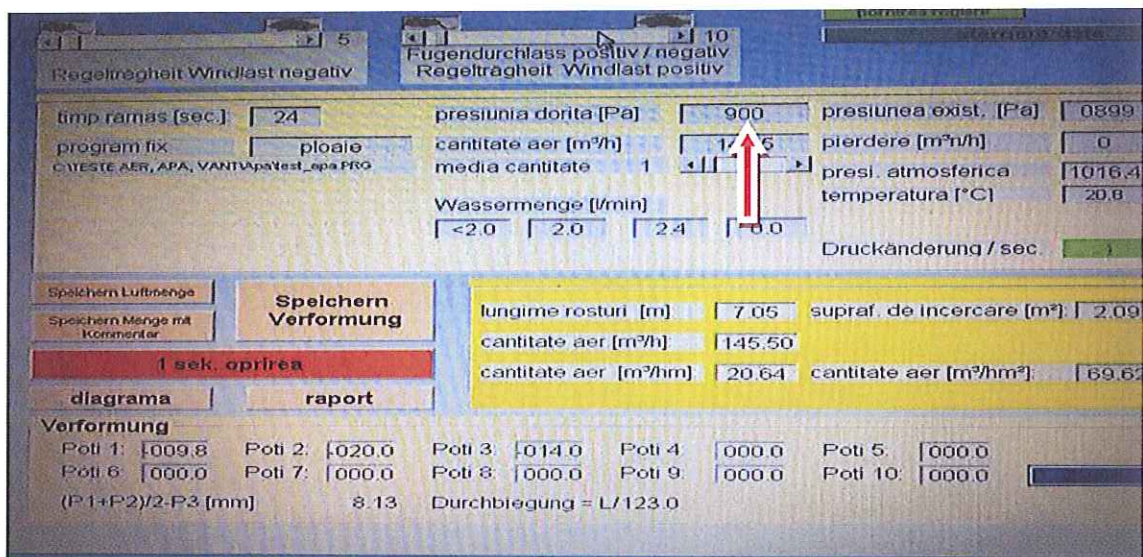 pornirea reglarii
5
10
Regelträgheit Windlast negativ
Fugendurchlass positiv / negativ
Regelträgheit Windlast positiv
timp ramas [sec.] 24 presiunia dorita [Pa] 900 presiunea exist. [Pa] 0899
program fix ploaie cantitate aer [m³/h] pierdere [m³n/h] 0
C:\TESTE AER, APA, VANT\Apa\test_apa.PRG media cantitate 1 presi. atmosferica 1016.4
temperatura [°C] 20.8
Wassermenge [l/min]
<2.0 2.0 2.4 0.0
Druckänderung / sec.
Speichern Luftmenge
Speichern Menge mit Kommentar
Speichern Verformung
1 sek. oprirea
diagrama raport
lungime rosturi [m] 7.05 supraf. de incercare [m²]: 2.09
cantitate aer [m³/h] 145.50
cantitate aer [m³/hm] 20.64 cantitate aer [m³/hm²]: 69.62
Verformung
Poti 1: -009.8 Poti 2: -020.0 Poti 3: -014.0 Poti 4: 000.0 Poti 5: 000.0
Poti 6: 000.0 Poti 7: 000.0 Poti 8: 000.0 Poti 9: 000.0 Poti 10: 000.0
(P1+P2)/2-P3 [mm] 8.13 Durchbiegung = L/123.0